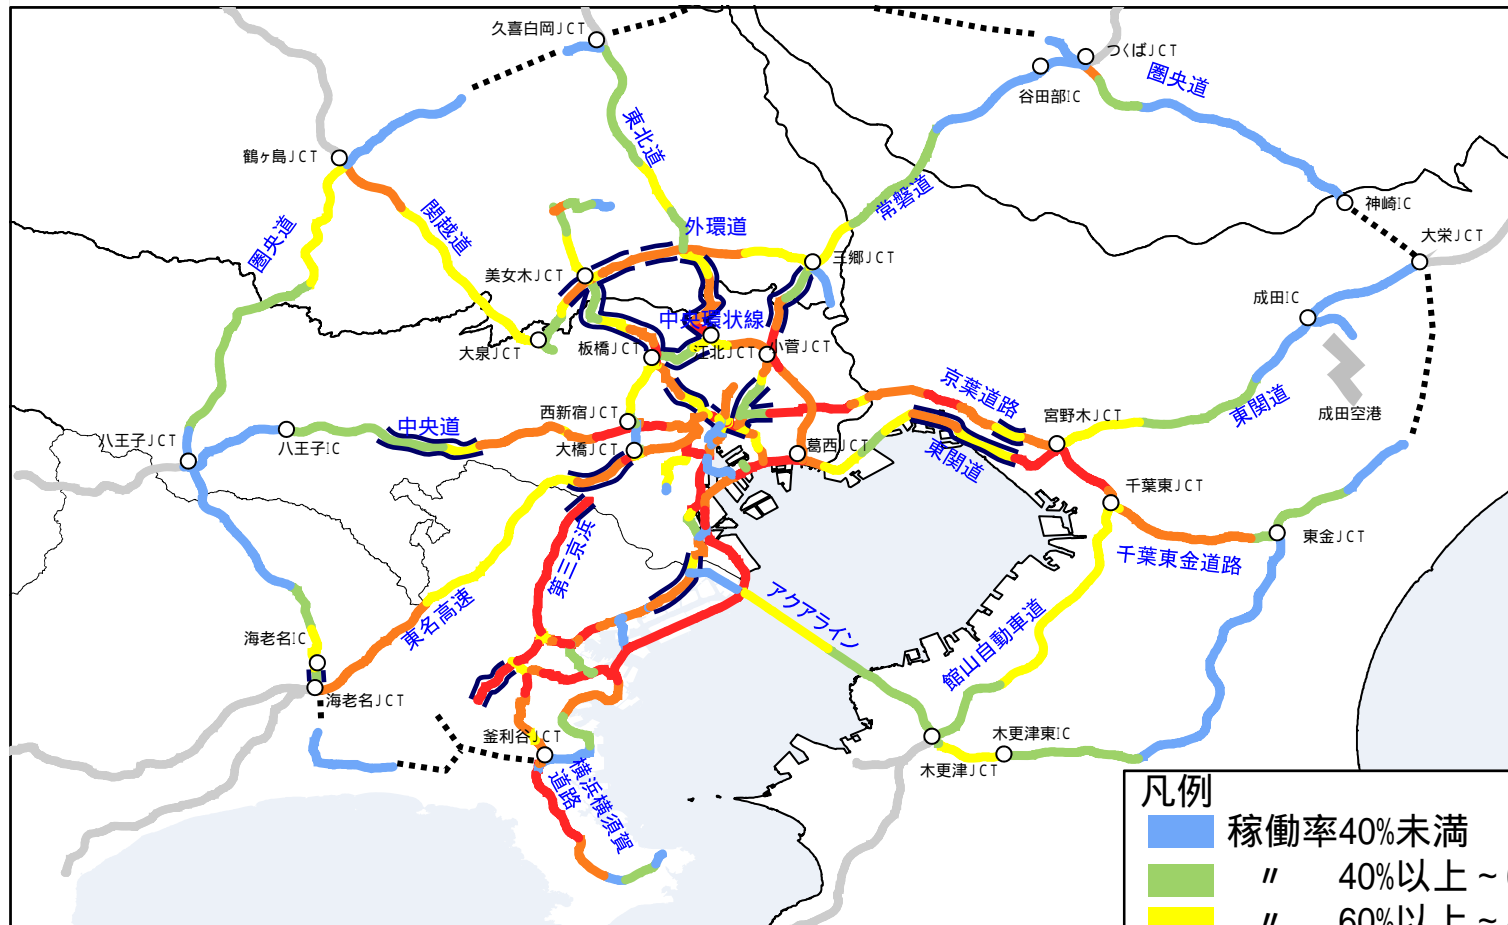 久喜白岡JCT
つくばJCT
圏央道
谷田部IC
東北道
鶴ヶ島JCT
常磐道
神崎IC
関越道
外環道
圏央道
大栄JCT
三郷JCT
美女木JCT
成田IC
中央環状線
大泉JCT
板橋JCT
江北JCT
小菅JCT
京葉道路
東関道
成田空港
西新宿JCT
宮野木JCT
中央道
八王子JCT
八王子IC
大橋JCT
葛西JCT
東関道
千葉東JCT
第三京浜
東金JCT
千葉東金道路
アクアライン
東名高速
館山自動車道
海老名IC
海老名JCT
釜利谷JCT
木更津東IC
木更津JCT
横浜横須賀
道路
凡例
稼働率40%未満
〃 40%以上~
〃 60%以上~